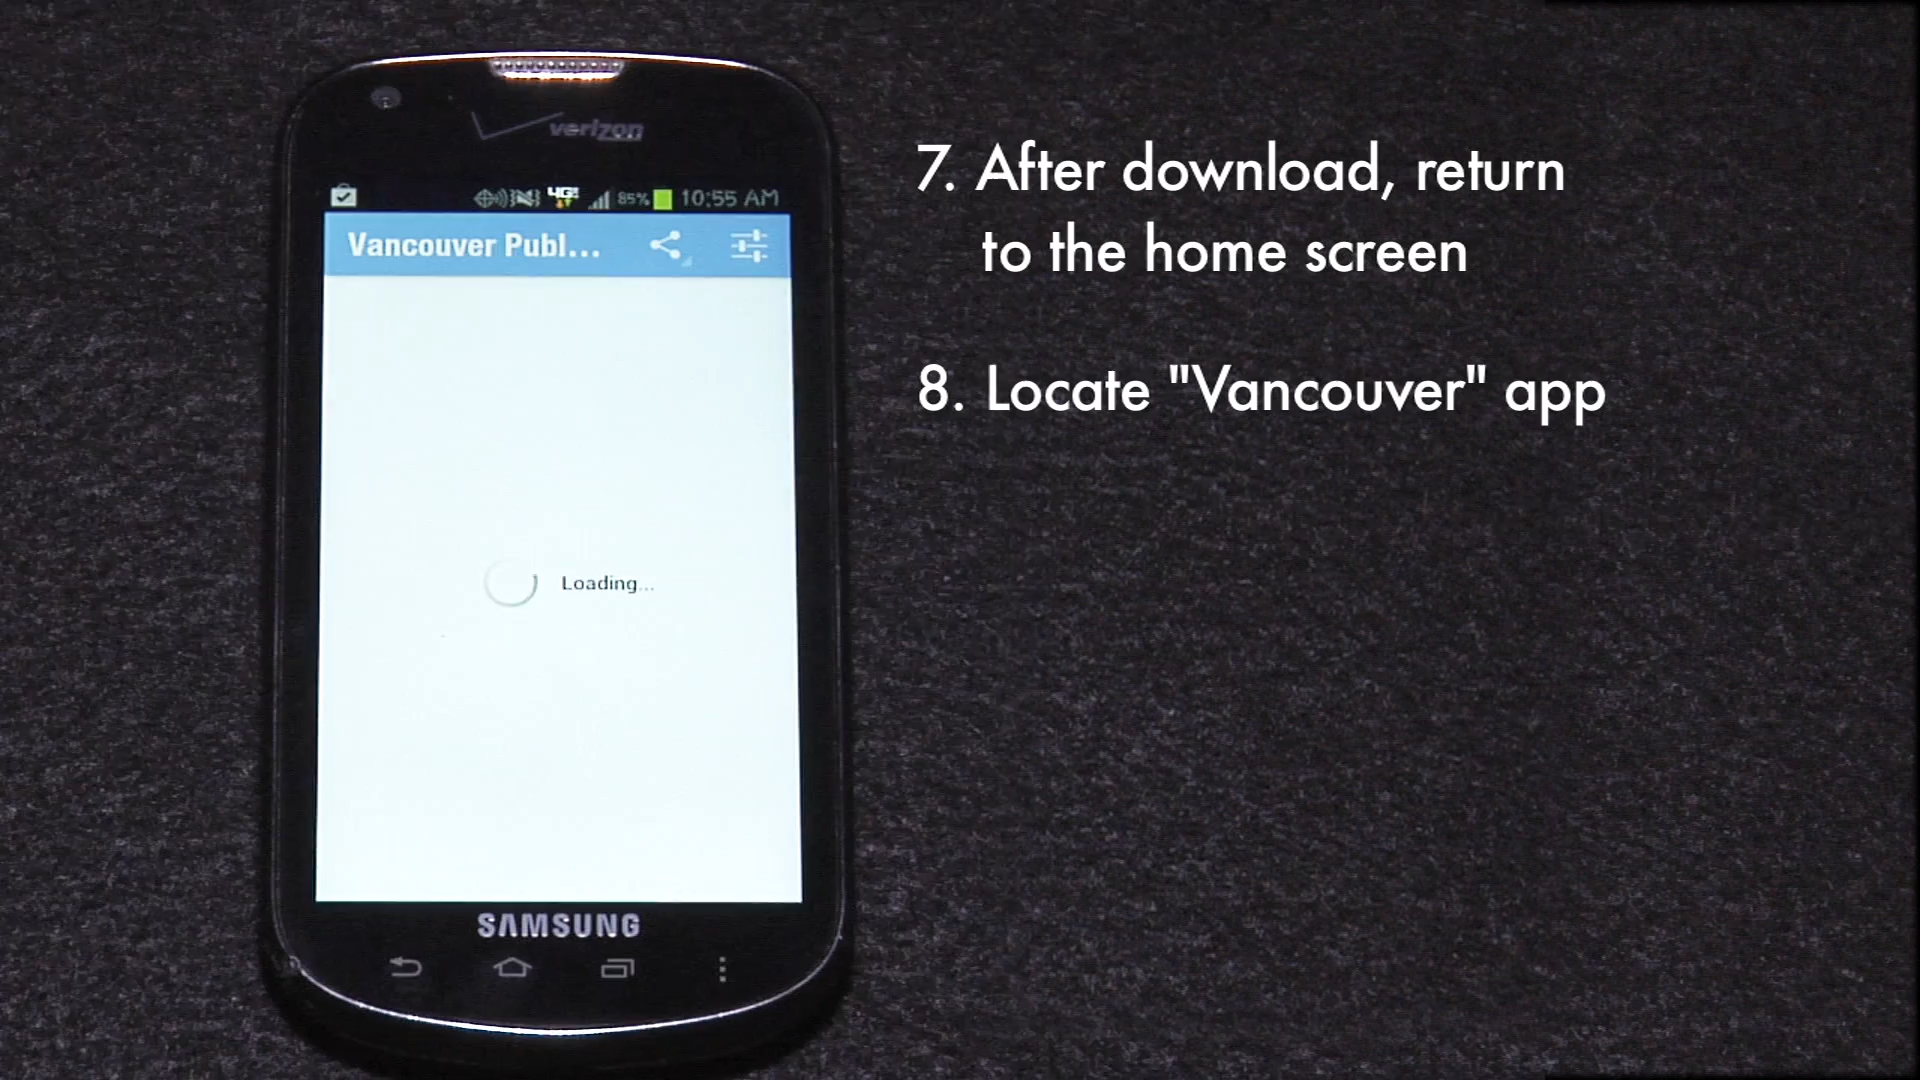 verizon
4G 85% 10:55 AM
Vancouver Publ...
Loading...
SAMSUNG
7. After download, return
to the home screen
8. Locate "Vancouver" app